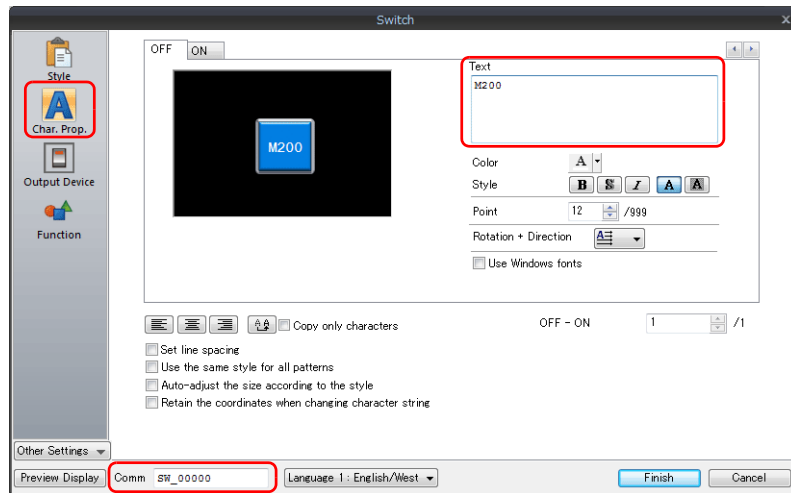 Switch
x
Style
Char. Prop.
Output Device
Function
OFF ON
M200
Text
M200
Color A
Style B S I A A
Point 12 /999
Rotation + Direction A
Use Windows fonts
A A Copy only characters
OFF - ON 1 /1
Set line spacing
Use the same style for all patterns
Auto-adjust the size according to the style
Retain the coordinates when changing character string
Other Settings
Preview Display Comm SW_00000 Language 1 : English/West Finish Cancel